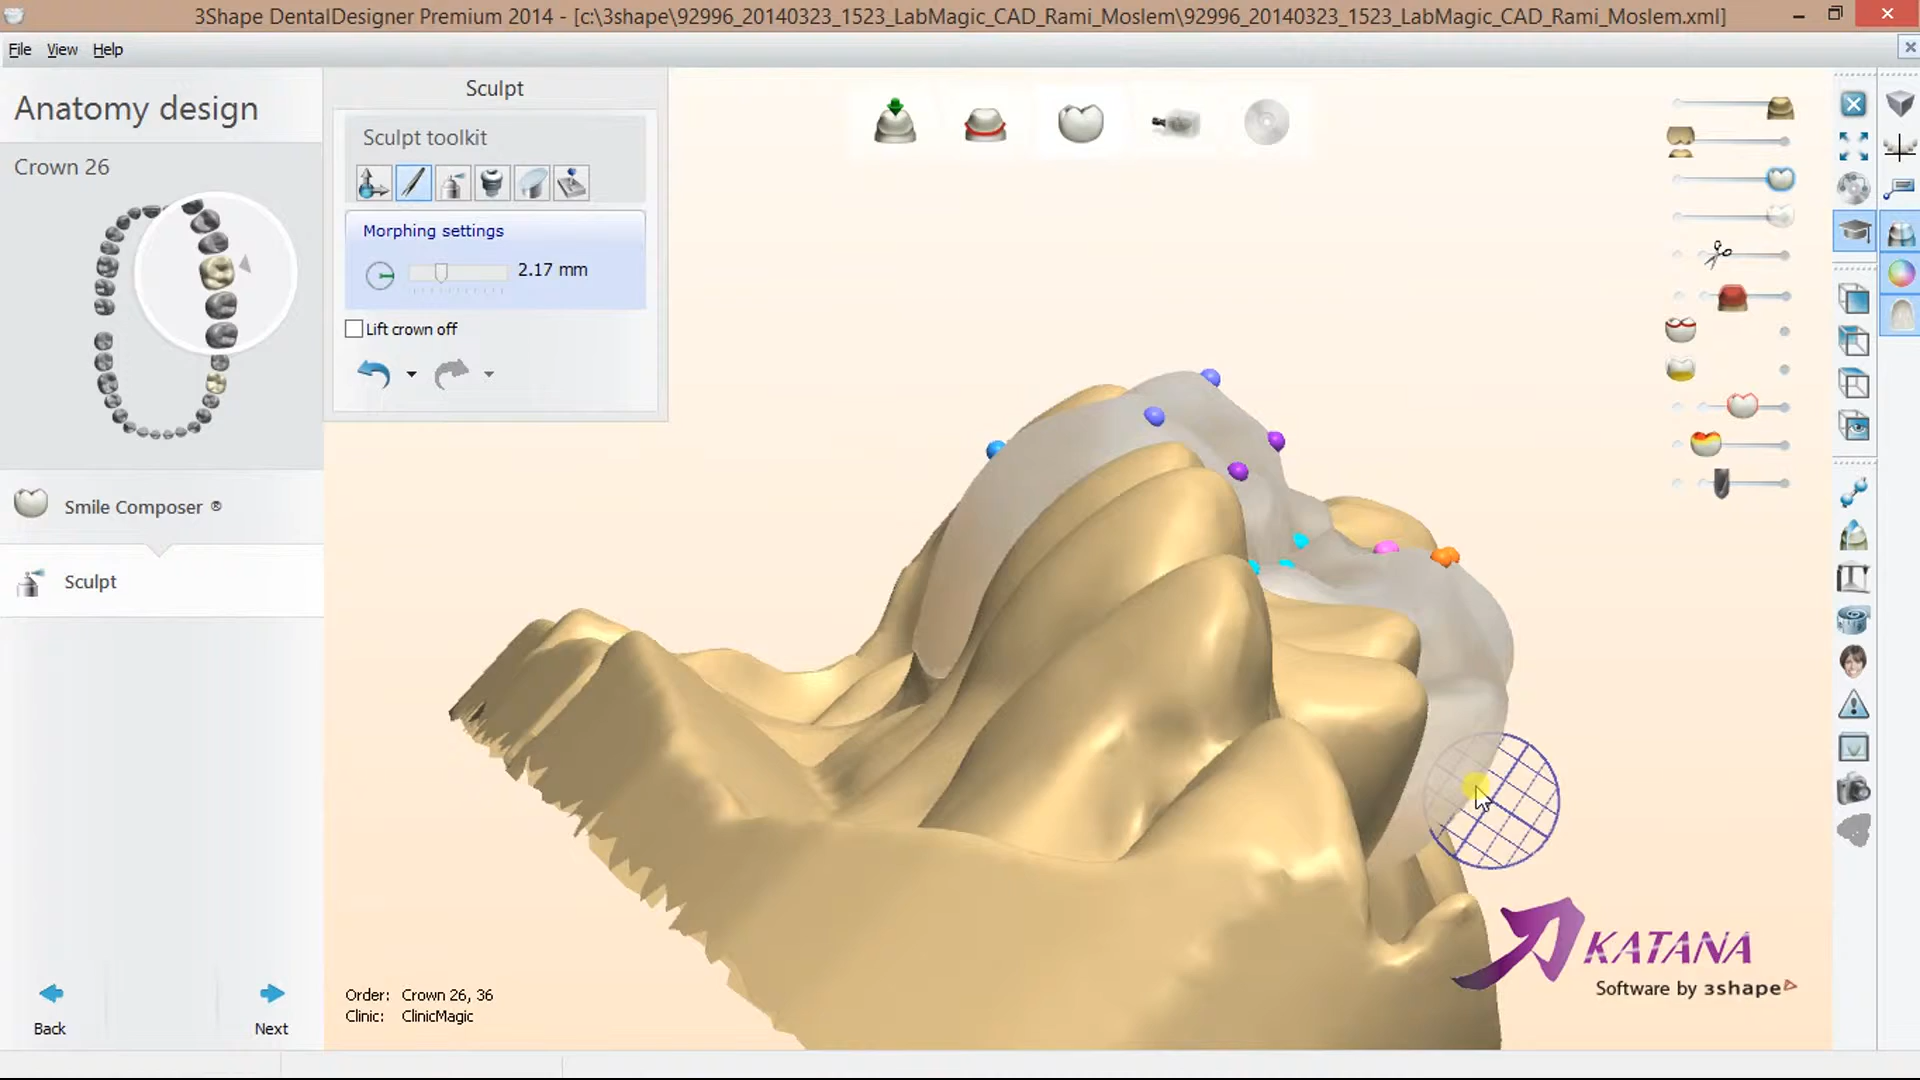 3Shape DentalDesigner Premium 2014 - [c:\3shape\92996_20140323_1523_LabMagic_CAD_Rami_Moslem\92996_20140323_1523_LabMagic_CAD_Rami_Moslem.xml]
File View Help
Anatomy design
Crown 26
Smile Composer ®
Sculpt
Back
Next
Sculpt
Sculpt toolkit
Morphing settings
2.17 mm
Lift crown off
Order: Crown 26, 36
Clinic: ClinicMagic
KATANA
Software by 3shape